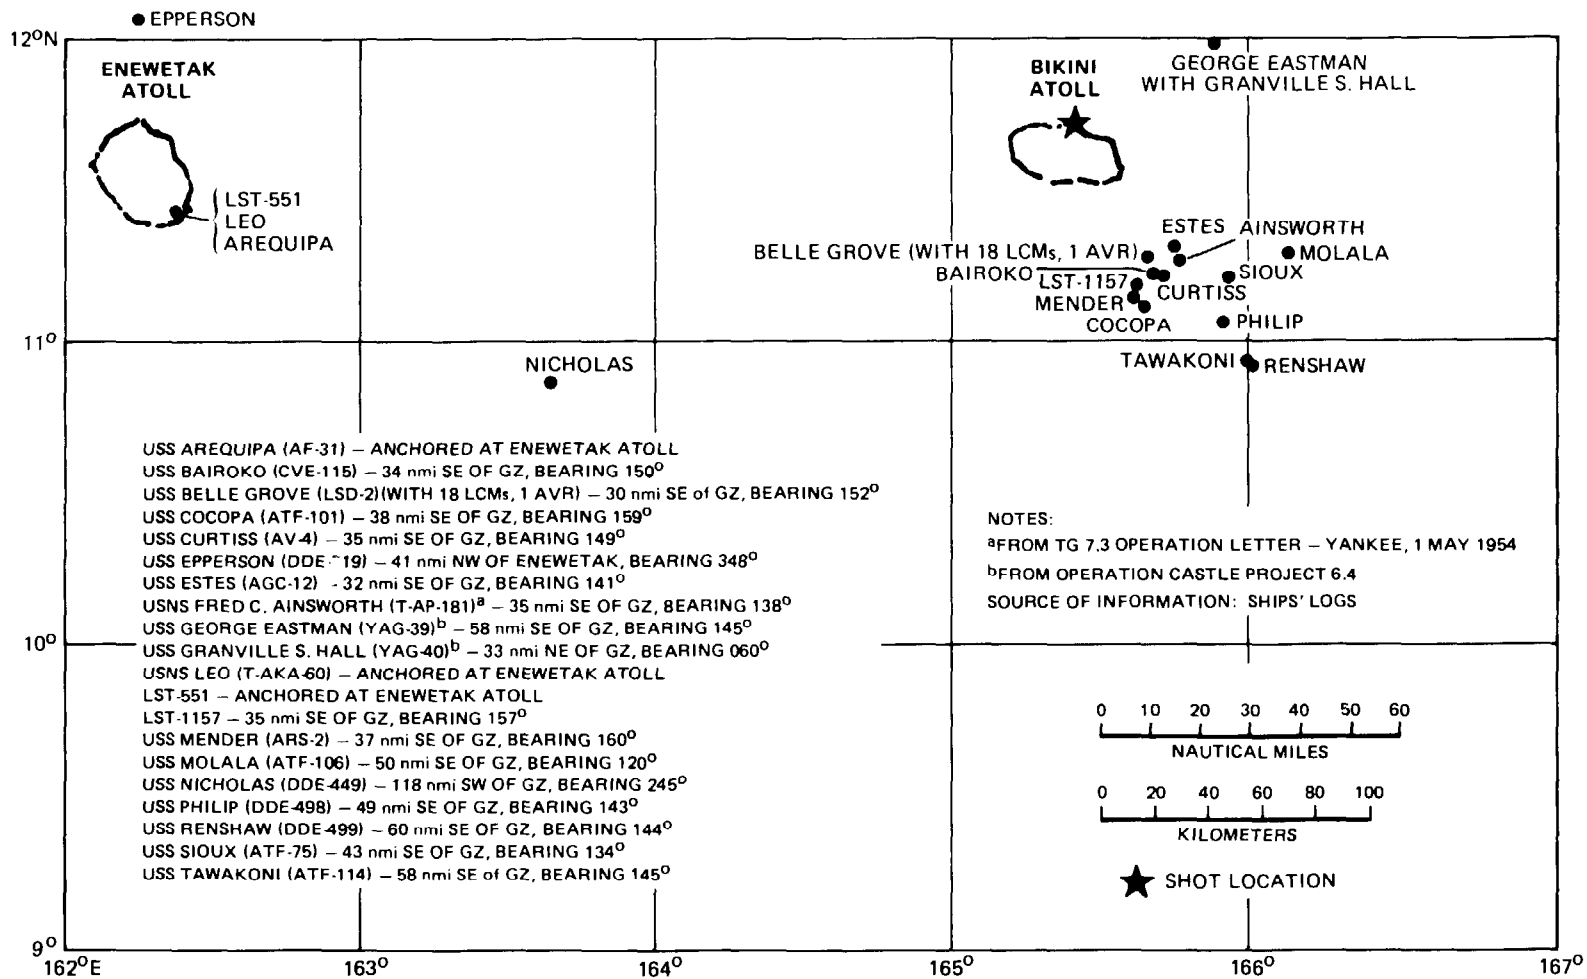 EPPERSON
12°N
ENEWETAK
ATOLL
BIKINI
ATOLL
GEORGE EASTMAN
WITH GRANVILLE S. HALL
LST-551
LEO
AREQUIPA
ESTES
AINSWORTH
BELLE GROVE (WITH 18 LCMs, 1 AVR)
MOLALA
BAIROKO
SIOUX
LST-1157
CURTISS
MENDER
COCOPA
PHILIP
11°
NICHOLAS
TAWAKONI
RENSHAW
USS AREQUIPA (AF-31) – ANCHORED AT ENEWETAK ATOLL
USS BAIROKO (CVE-115) – 34 nmi SE OF GZ, BEARING 150°
USS BELLE GROVE (LSD-2)(WITH 18 LCMs, 1 AVR) – 30 nmi SE of GZ, BEARING 152°
USS COCOPA (ATF-101) – 38 nmi SE OF GZ, BEARING 159°
USS CURTISS (AV-4) – 35 nmi SE OF GZ, BEARING 149°
USS EPPERSON (DDE- 19) – 41 nmi NW OF ENEWETAK, BEARING 348°
USS ESTES (AGC-12) - 32 nmi SE OF GZ, BEARING 141°
USNS FRED C. AINSWORTH (T-AP-181)ᵃ – 35 nmi SE OF GZ, BEARING 138°
USS GEORGE EASTMAN (YAG-39)ᵇ – 58 nmi SE OF GZ, BEARING 145°
USS GRANVILLE S. HALL (YAG-40)ᵇ – 33 nmi NE OF GZ, BEARING 060°
USNS LEO (T-AKA-60) – ANCHORED AT ENEWETAK ATOLL
LST-551 – ANCHORED AT ENEWETAK ATOLL
LST-1157 – 35 nmi SE OF GZ, BEARING 157°
USS MENDER (ARS-2) – 37 nmi SE OF GZ, BEARING 160°
USS MOLALA (ATF-106) – 50 nmi SE OF GZ, BEARING 120°
USS NICHOLAS (DDE-449) – 118 nmi SW OF GZ, BEARING 245°
USS PHILIP (DDE-498) – 49 nmi SE OF GZ, BEARING 143°
USS RENSHAW (DDE-499) – 60 nmi SE OF GZ, BEARING 144°
USS SIOUX (ATF-75) – 43 nmi SE OF GZ, BEARING 134°
USS TAWAKONI (ATF-114) – 58 nmi SE of GZ, BEARING 145°
NOTES:
ᵃFROM TG 7.3 OPERATION LETTER – YANKEE, 1 MAY 1954
ᵇFROM OPERATION CASTLE PROJECT 6.4
SOURCE OF INFORMATION: SHIPS' LOGS
10°
0 10 20 30 40 50 60
NAUTICAL MILES
0 20 40 60 80 100
KILOMETERS
SHOT LOCATION
9°
162°E 163° 164° 165° 166° 167°